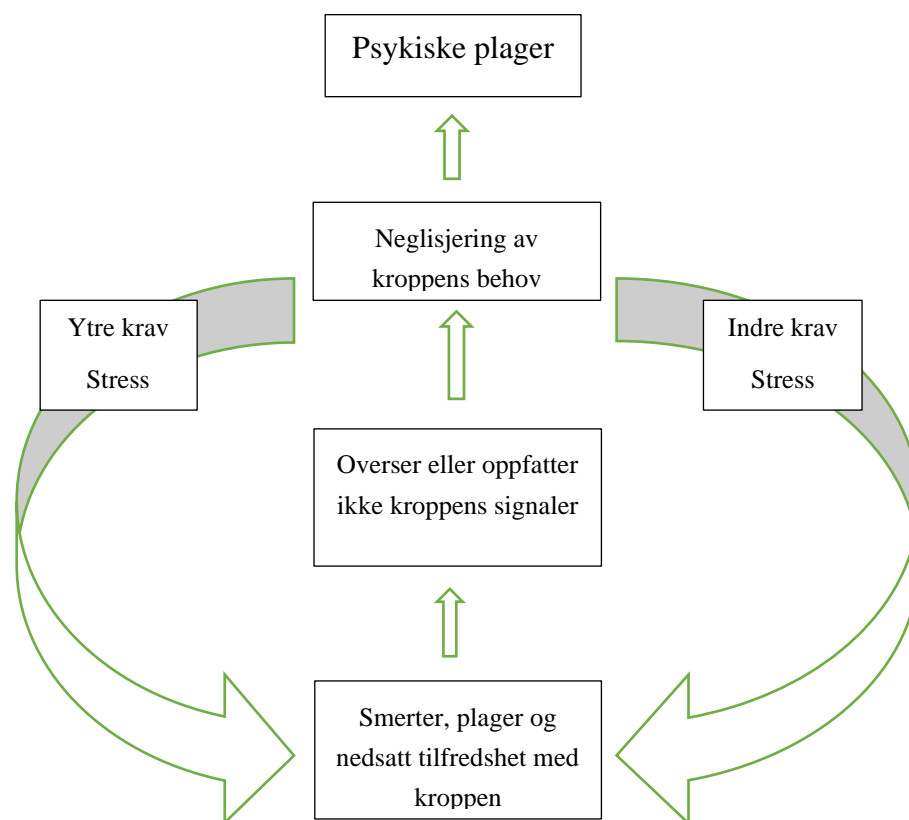 Psykiske plager
Neglisjering av
kroppens behov
Ytre krav
Stress
Indre krav
Stress
Overser eller oppfatter
ikke kroppens signaler
Smerter, plager og
nedsatt tilfredshet med
kroppen